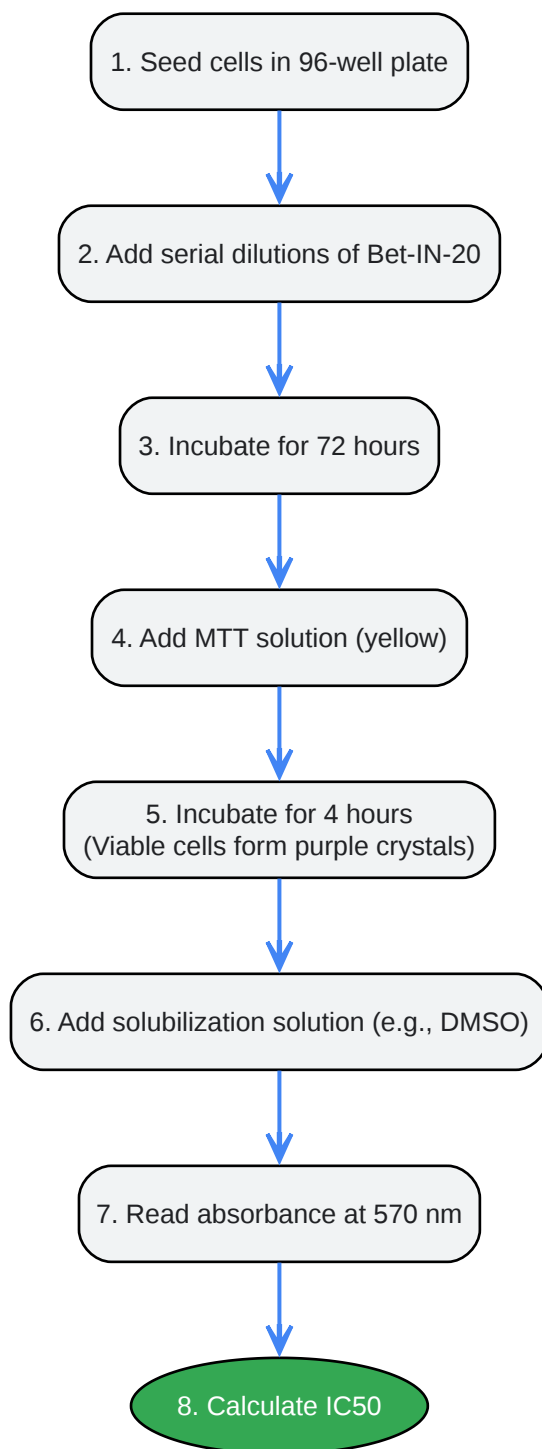 1. Seed cells in 96-well plate
2. Add serial dilutions of Bet-IN-20
3. Incubate for 72 hours
4. Add MTT solution (yellow)
5. Incubate for 4 hours
(Viable cells form purple crystals)
6. Add solubilization solution (e.g., DMSO)
7. Read absorbance at 570 nm
8. Calculate IC50